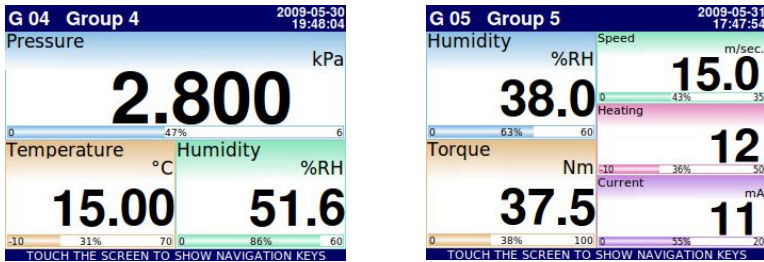 G 04 Group 4 2009-05-30
19:48:04
Pressure
kPa
2.800
0 47% 6
Temperature
°C
15.00
-10 31% 70
Humidity
%RH
51.6
0 86% 60
TOUCH THE SCREEN TO SHOW NAVIGATION KEYS
G 05 Group 5 2009-05-31
17:47:54
Humidity
%RH
38.0
0 63% 60
Speed
m/sec.
15.0
0 43% 35
Heating
12
-10 36% 50
Torque
Nm
37.5
0 38% 100
Current
mA
11
0 55% 20
TOUCH THE SCREEN TO SHOW NAVIGATION KEYS